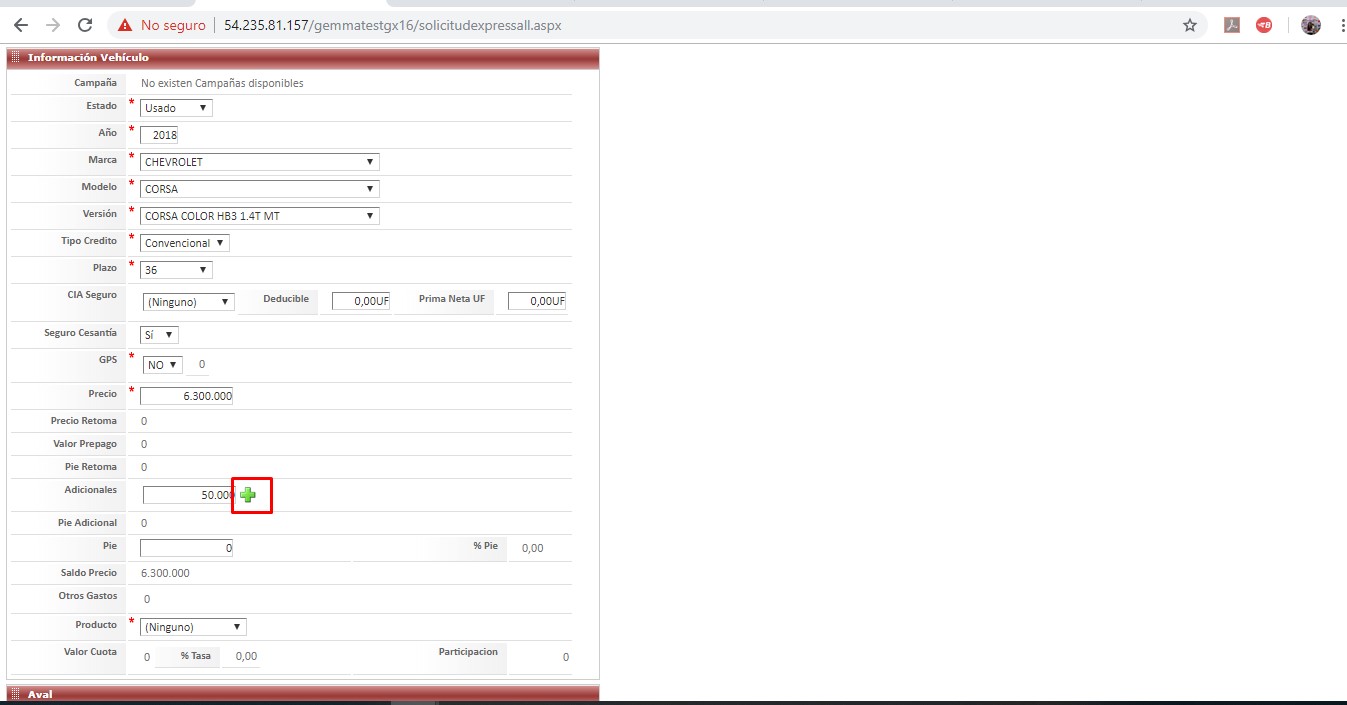 No seguro 54.235.81.157/gemmatestgx16/solicitudexpressall.aspx
Información Vehículo
Campaña No existen Campañas disponibles
Estado * Usado
Año * 2018
Marca * CHEVROLET
Modelo * CORSA
Versión * CORSA COLOR HB3 1.4T MT
Tipo Credito * Convencional
Plazo * 36
CIA Seguro (Ninguno) Deducible 0,00UF Prima Neta UF 0,00UF
Seguro Cesantía Sí
GPS * NO 0
Precio * 6.300.000
Precio Retoma 0
Valor Prepago 0
Pie Retoma 0
Adicionales 50.000
Pie Adicional 0
Pie 0 % Pie 0,00
Saldo Precio 6.300.000
Otros Gastos 0
Producto * (Ninguno)
Valor Cuota 0 % Tasa 0,00 Participacion 0
Aval